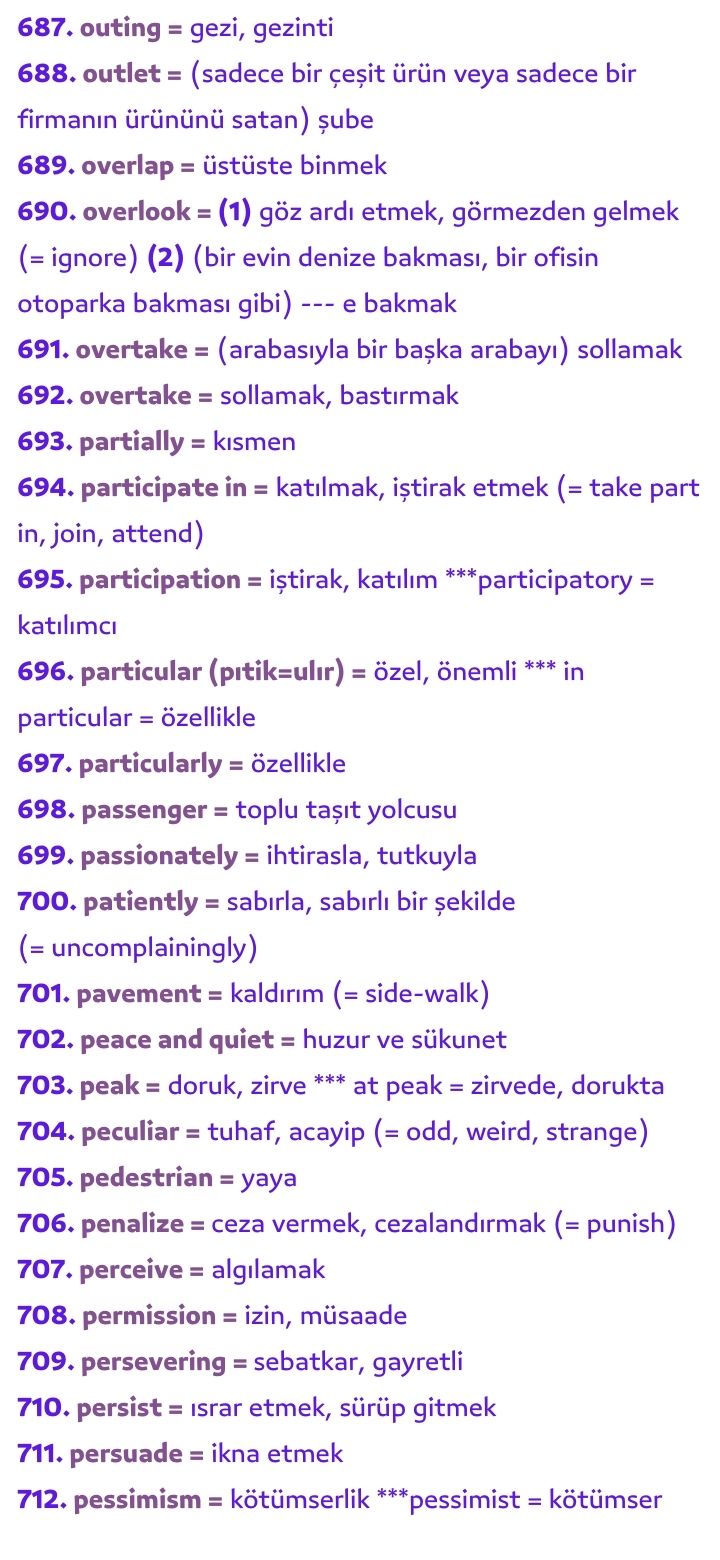 687. outing = gezi, gezinti
688. outlet = (sadece bir çeşit ürün veya sadece bir
firmanın ürününü satan) şube
689. overlap = üstüste binmek
690. overlook = (1) göz ardı etmek, görmezden gelmek
(= ignore) (2) (bir evin denize bakması, bir ofisin
otoparka bakması gibi) --- e bakmak
691. overtake = (arabasıyla bir başka arabayı) sollamak
692. overtake = sollamak, bastırmak
693. partially = kısmen
694. participate in = katılmak, iştirak etmek (= take part
in, join, attend)
695. participation = iştirak, katılım ***participatory =
katılımcı
696. particular (pıtik=ulır) = özel, önemli *** in
particular = özellikle
697. particularly = özellikle
698. passenger = toplu taşıt yolcusu
699. passionately = ihtirasla, tutkuyla
700. patiently = sabırla, sabırlı bir şekilde
(= uncomplainingly)
701. pavement = kaldırım (= side-walk)
702. peace and quiet = huzur ve sükunet
703. peak = doruk, zirve *** at peak = zirvede, dorukta
704. peculiar = tuhaf, acayip (= odd, weird, strange)
705. pedestrian = yaya
706. penalize = ceza vermek, cezalandırmak (= punish)
707. perceive = algılamak
708. permission = izin, müsaade
709. persevering = sebatkar, gayretli
710. persist = ısrar etmek, sürüp gitmek
711. persuade = ikna etmek
712. pessimism = kötümserlik ***pessimist = kötümser